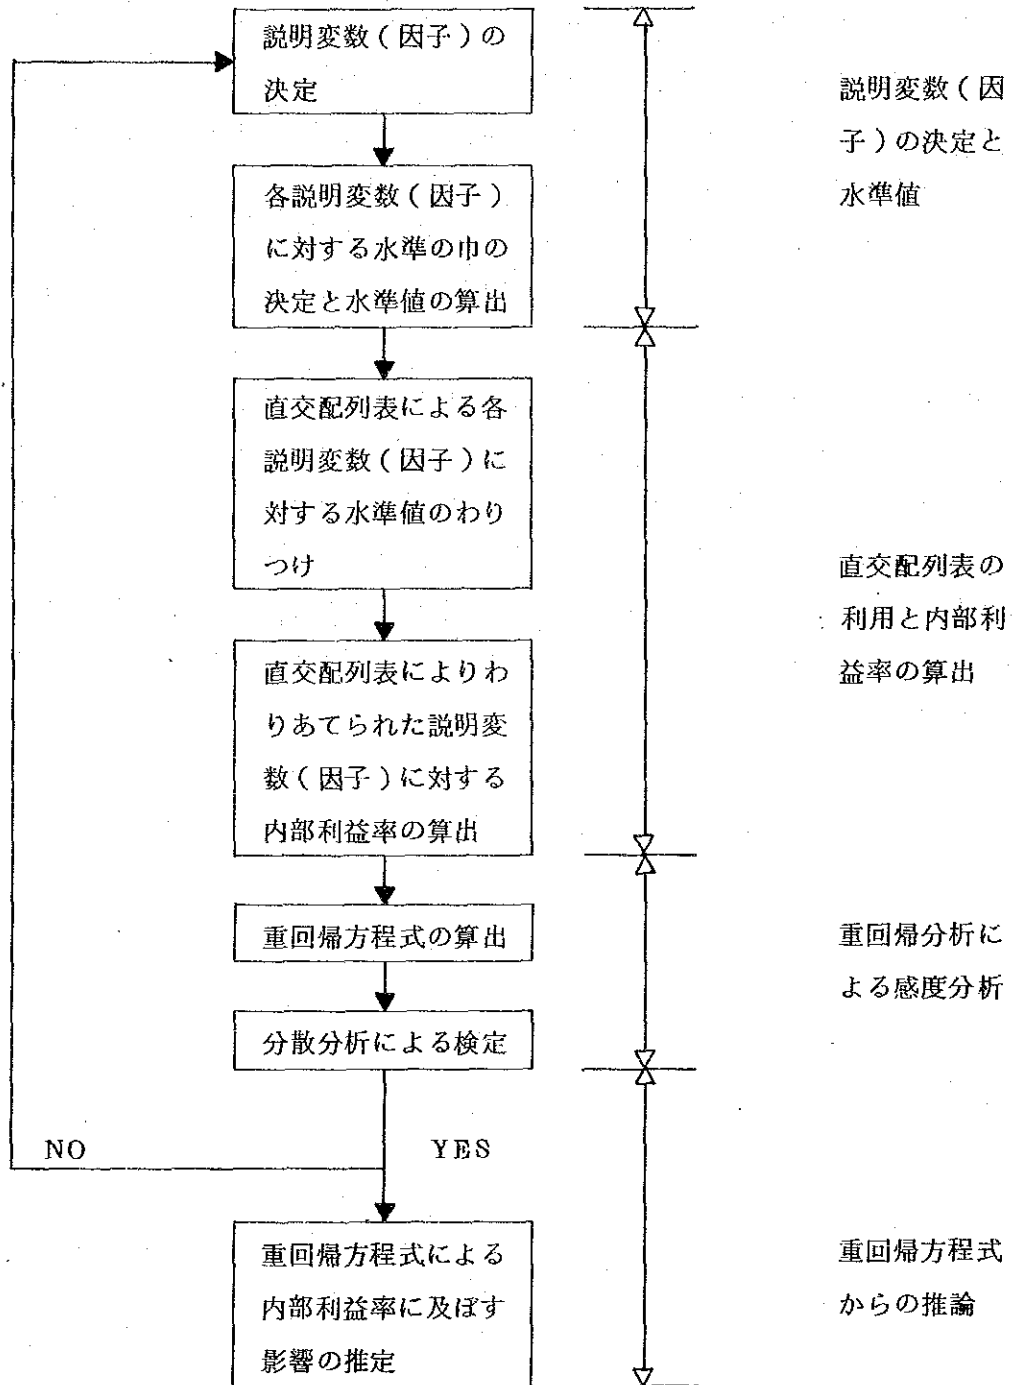 説明変数(因子)の
決定
各説明変数(因子)
に対する水準の巾の
決定と水準値の算出
直交配列表による各
説明変数(因子)に
対する水準値のわり
つけ
直交配列表によりわ
りあてられた説明変
数(因子)に対する
内部利益率の算出
重回帰方程式の算出
分散分析による検定
NO
YES
重回帰方程式による
内部利益率に及ぼす
影響の推定
説明変数(因
子)の決定と
水準値
直交配列表の
利用と内部利
益率の算出
重回帰分析に
よる感度分析
重回帰方程式
からの推論